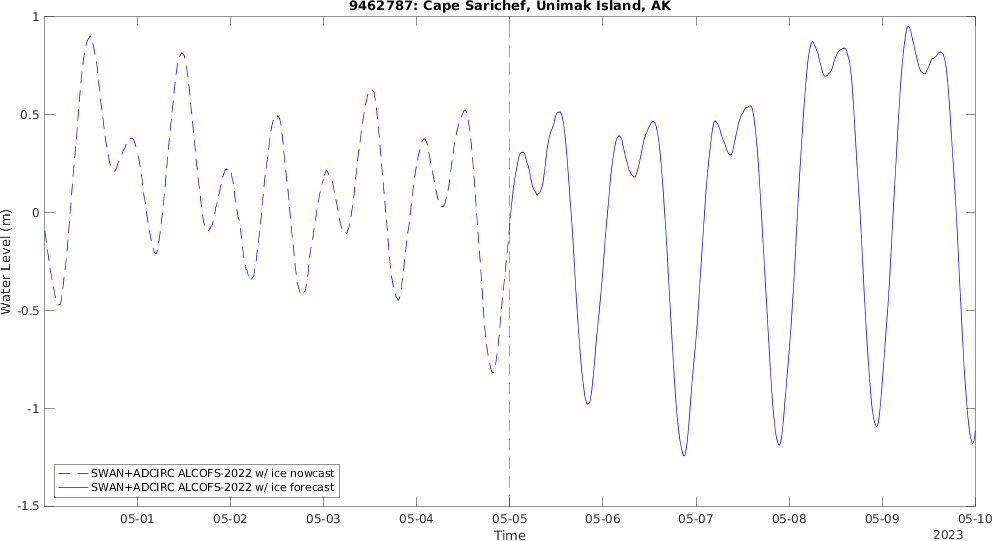 9462787: Cape Sarichef, Unimak Island, AK
1
0.5
0
-0.5
-1
-1.5
Water Level (m)
SWAN+ADCIRC ALCOFS-2022 w/ ice nowcast
SWAN+ADCIRC ALCOFS-2022 w/ ice forecast
05-01 05-02 05-03 05-04 05-05 05-06 05-07 05-08 05-09 05-10
Time
2023